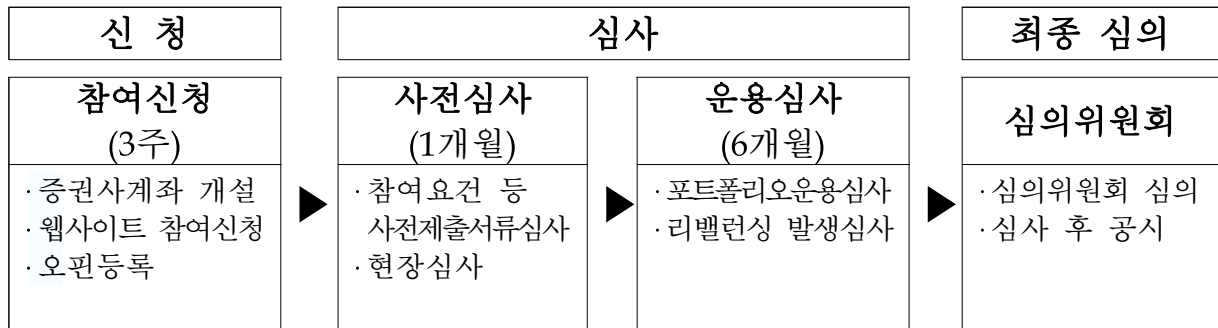 신 청
심사
최종 심의
참여신청
(3주)
· 증권사계좌 개설
· 웹사이트 참여신청
· 오핀등록
사전심사
(1개월)
· 참여요건 등
사전제출서류심사
· 현장심사
운용심사
(6개월)
· 포트폴리오운용심사
· 리밸런싱 발생심사
심의위원회
· 심의위원회 심의
· 심사 후 공시